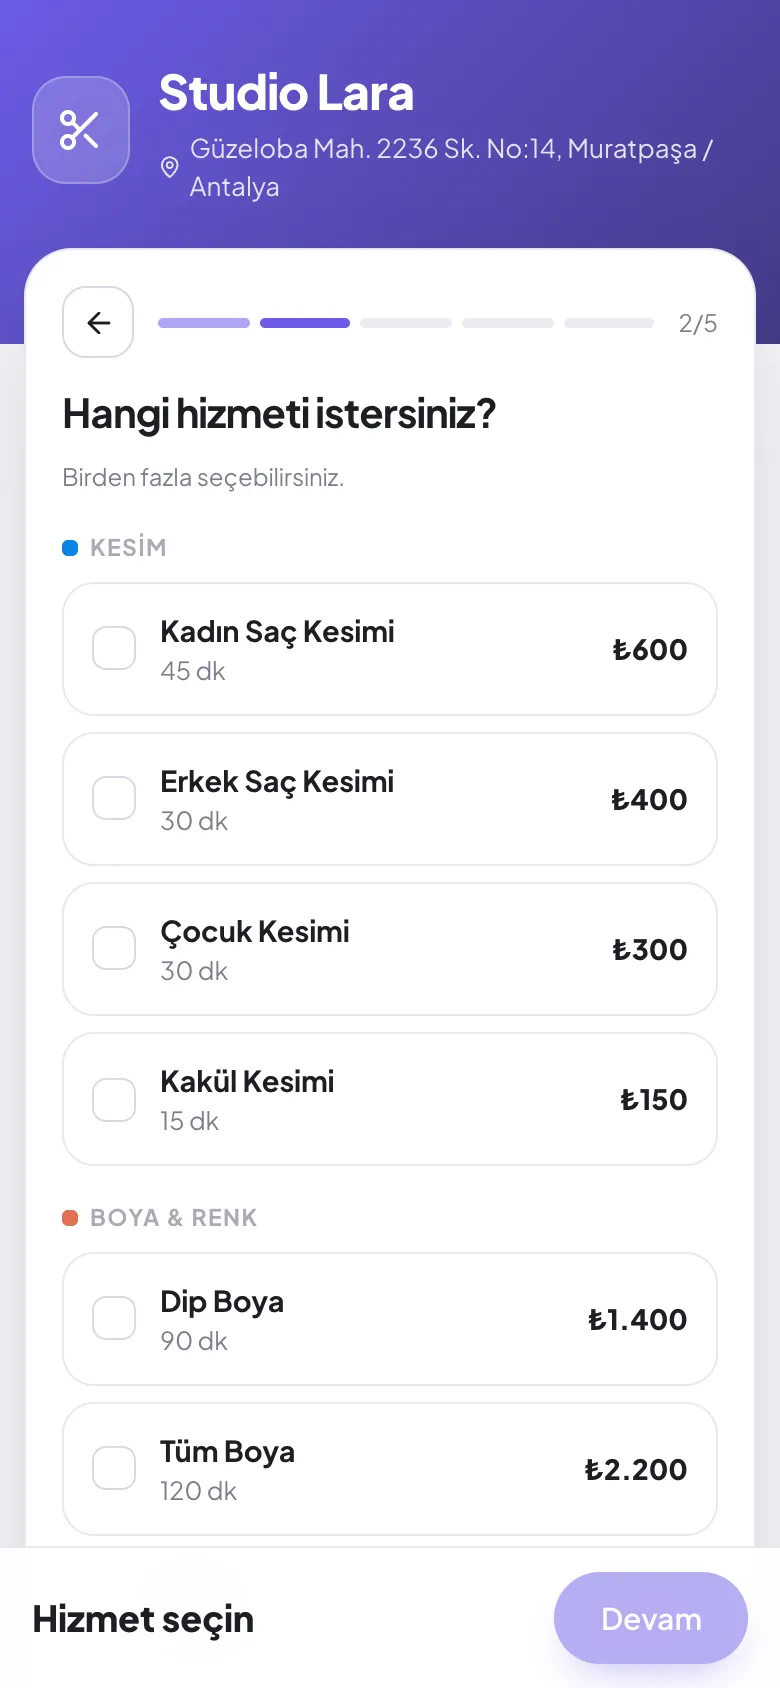 Studio Lara
Güzeloba Mah. 2236 Sk. No:14, Muratpaşa /
Antalya
2/5
Hangi hizmeti istersiniz?
Birden fazla seçebilirsiniz.
KESİM
Kadın Saç Kesimi
45 dk
₺600
Erkek Saç Kesimi
30 dk
₺400
Çocuk Kesimi
30 dk
₺300
Kakül Kesimi
15 dk
₺150
BOYA & RENK
Dip Boya
90 dk
₺1.400
Tüm Boya
120 dk
₺2.200
Hizmet seçin
Devam